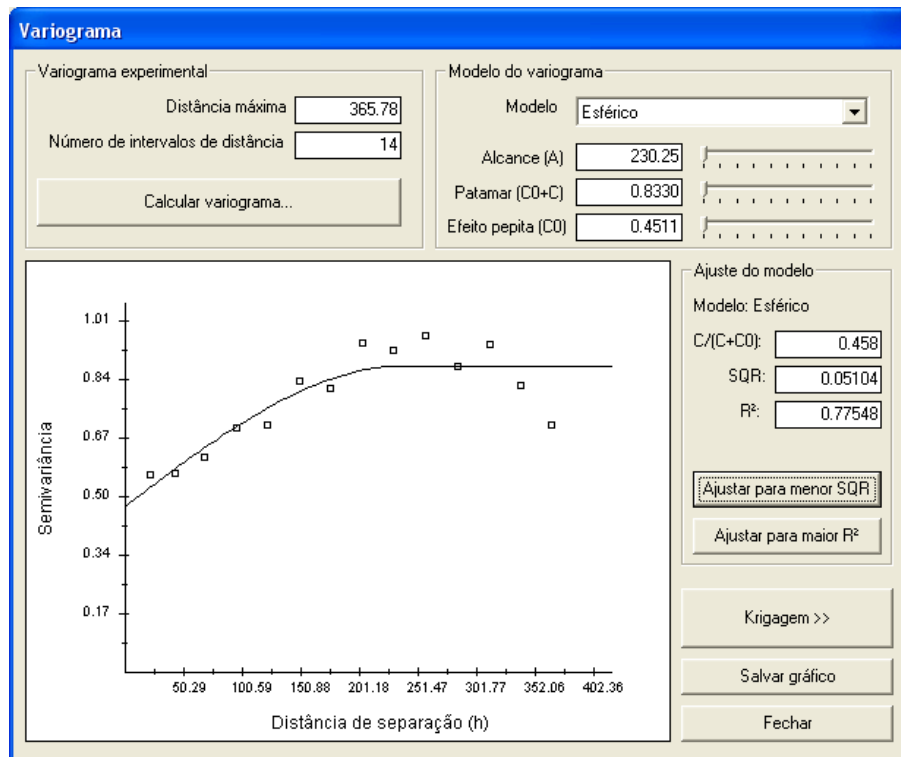 Variograma
Variograma experimental
Distância máxima 365.78
Número de intervalos de distância 14
Calcular variograma...
Modelo do variograma
Modelo Esférico
Alcance (A) 230.25
Patamar (C0+C) 0.8330
Efeito pepita (C0) 0.4511
1.01
0.84
0.67
0.50
0.34
0.17
Semivariância
50.29 100.59 150.88 201.18 251.47 301.77 352.06 402.36
Distância de separação (h)
Ajuste do modelo
Modelo: Esférico
C/(C+C0): 0.458
SQR: 0.05104
R²: 0.77548
Ajustar para menor SQR
Ajustar para maior R²
Krigagem >>
Salvar gráfico
Fechar